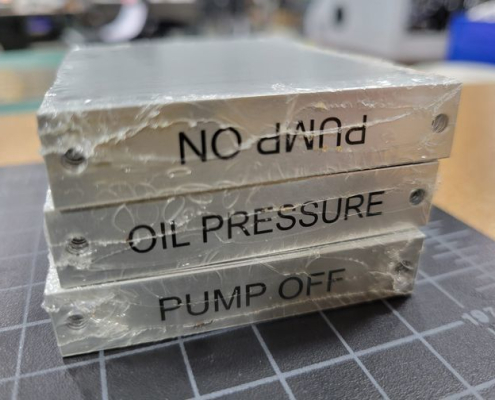 PUMP ON
OIL PRESSURE
PUMP OFF